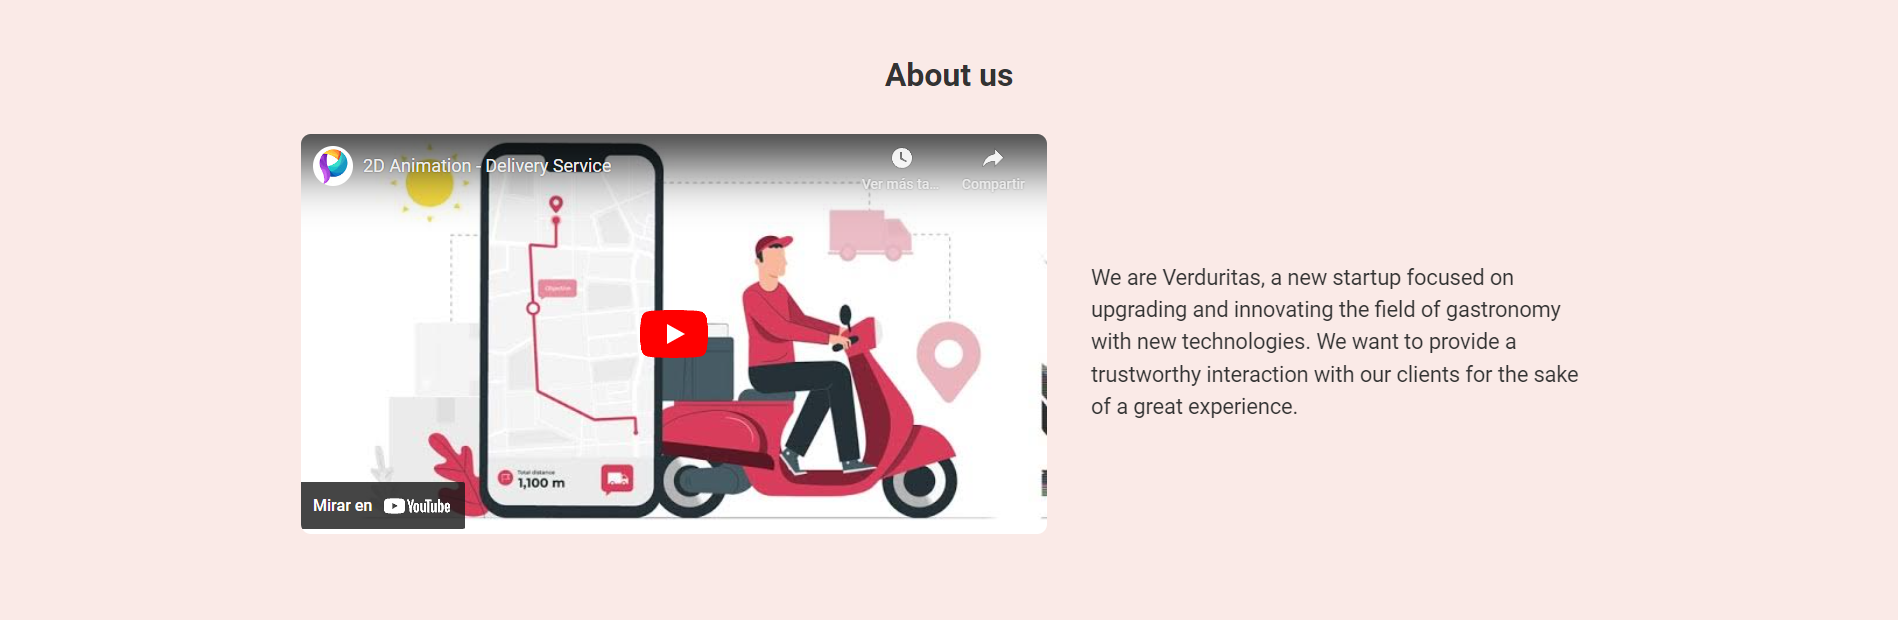 About us
2D Animation - Delivery Service
Ver más ta...
Compartir
Objective
Total distance
1,100 m
Mirar en YouTube
We are Verduritas, a new startup focused on
upgrading and innovating the field of gastronomy
with new technologies. We want to provide a
trustworthy interaction with our clients for the sake
of a great experience.